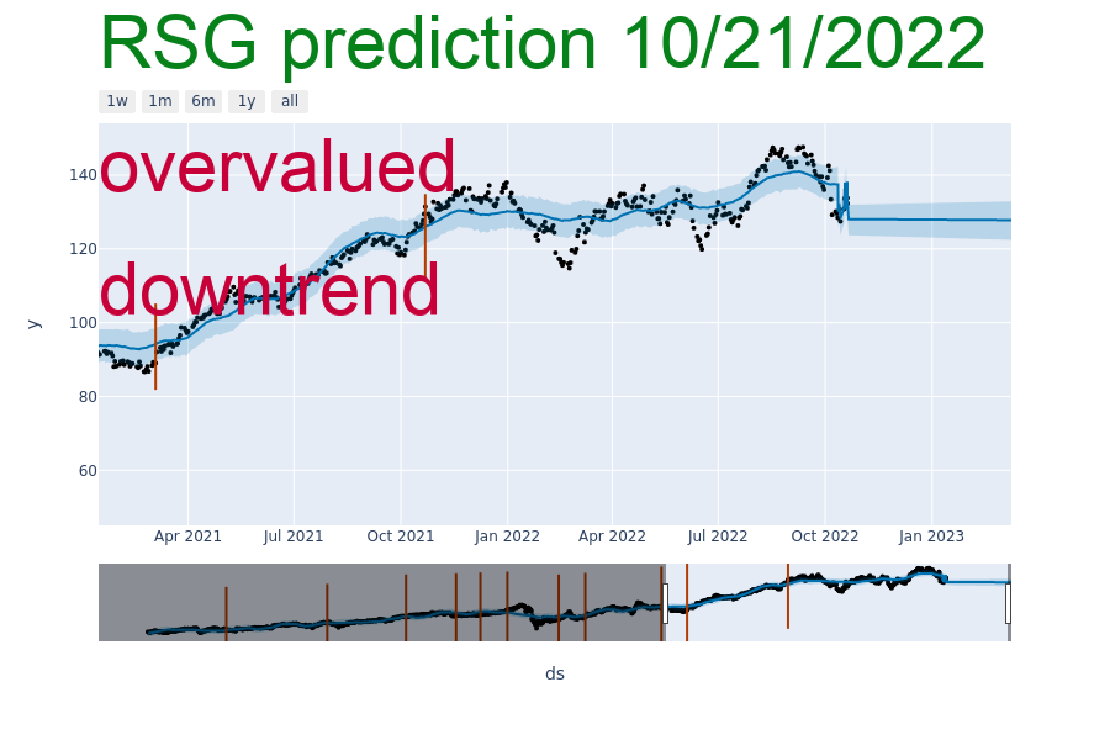 RSG prediction 10/21/2022
1w 1m 6m 1y all
overvalued
downtrend
140
120
100
80
60
y
Apr 2021 Jul 2021 Oct 2021 Jan 2022 Apr 2022 Jul 2022 Oct 2022 Jan 2023
ds